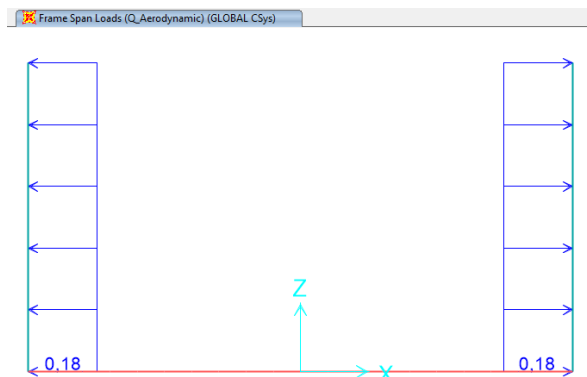 Frame Span Loads (Q_Aerodynamic) (GLOBAL CSys)
Z
0,18
X
0,18